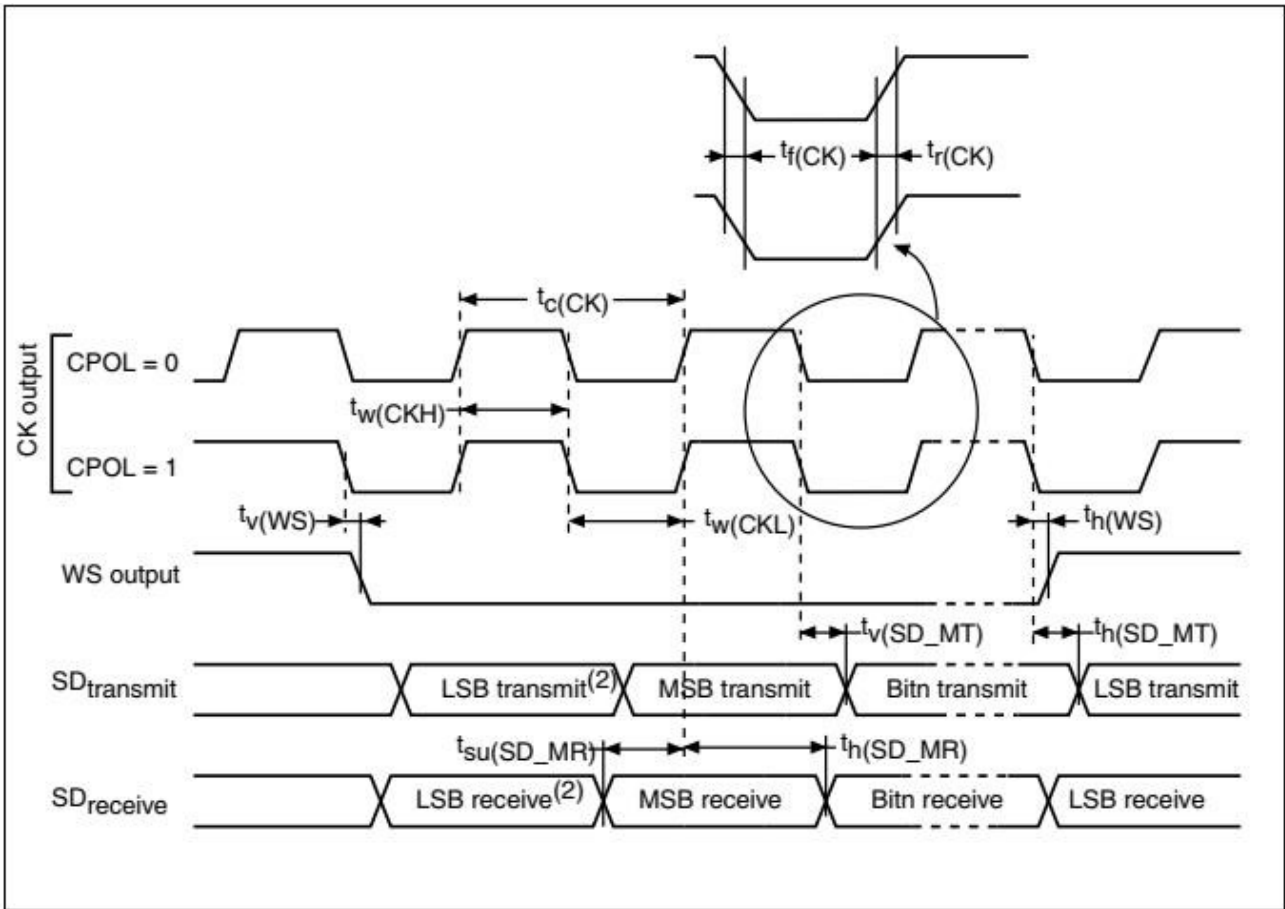 tf(CK)
tr(CK)
tc(CK)
CK output
CPOL = 0
tw(CKH)
CPOL = 1
tv(WS)
tw(CKL)
th(WS)
WS output
tv(SD_MT)
th(SD_MT)
SDtransmit
LSB transmit(2)
MSB transmit
Bitn transmit
LSB transmit
tsu(SD_MR)
th(SD_MR)
SDreceive
LSB receive(2)
MSB receive
Bitn receive
LSB receive